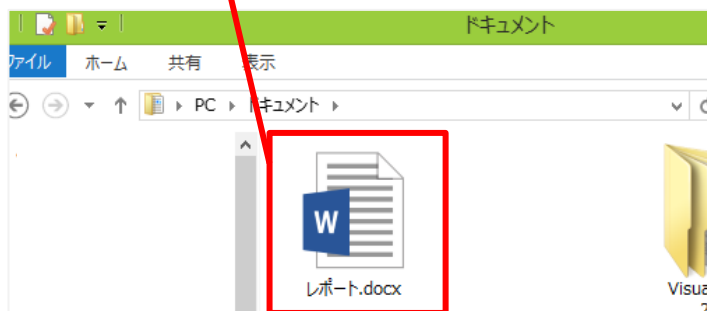 ドキュメント
ファイル ホーム 共有 表示
PC ドキュメント
W
レポート.docx
Visua
2